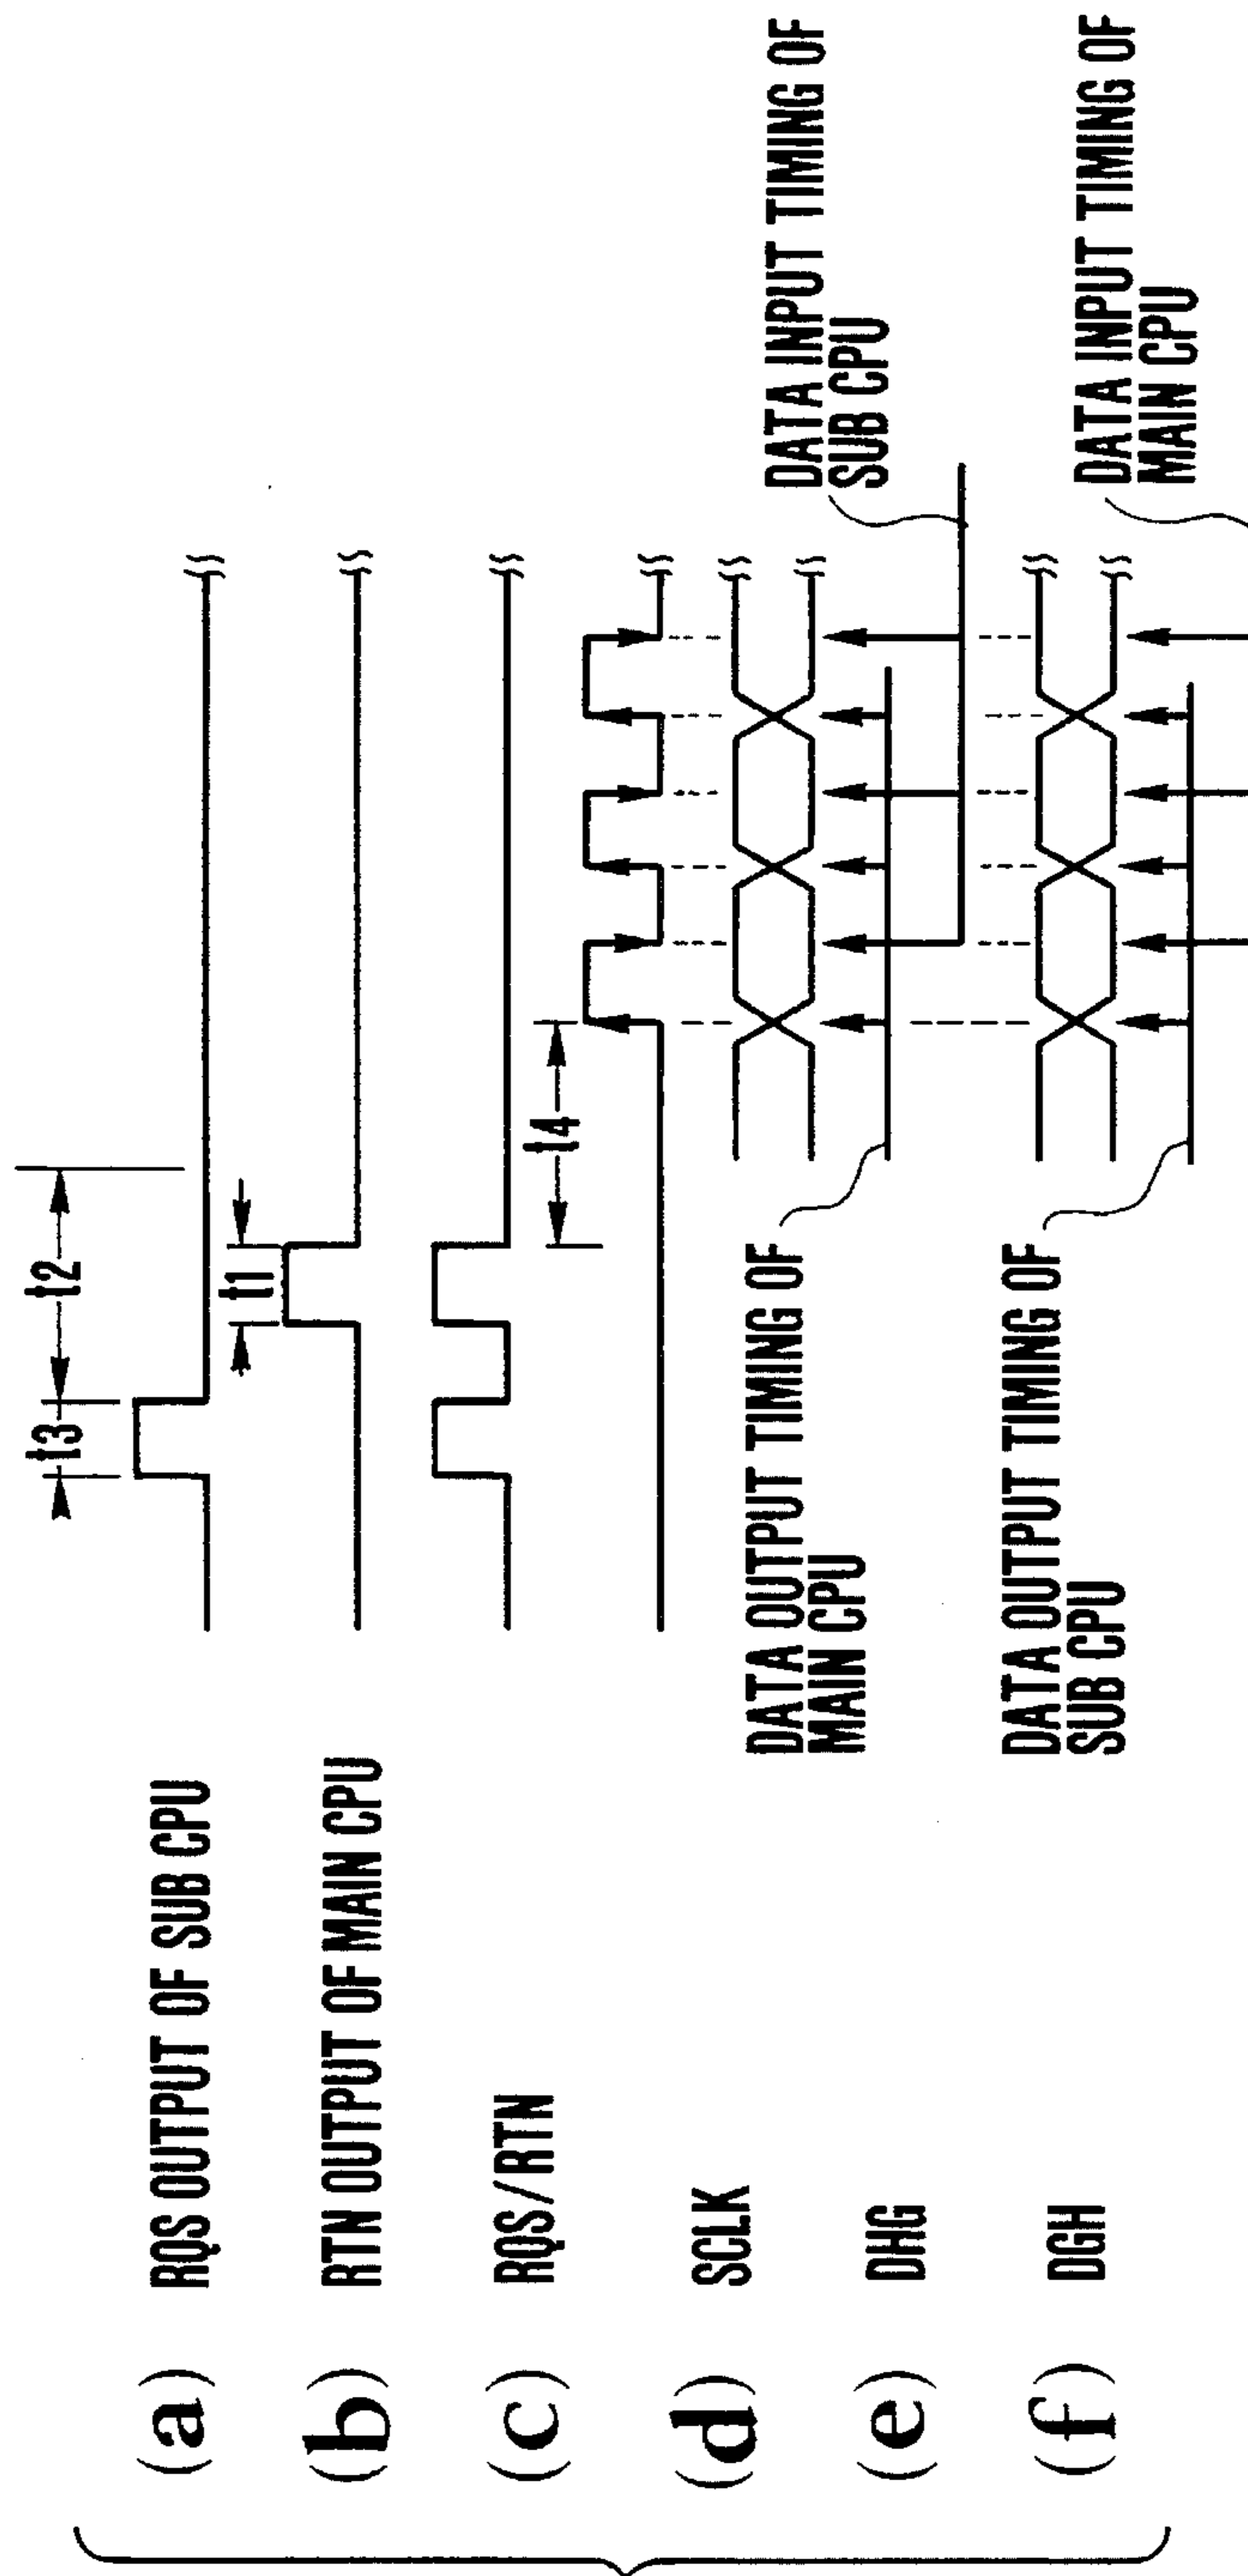 t3
t2
(a) RQS OUTPUT OF SUB CPU
t1
(b) RTN OUTPUT OF MAIN CPU
(c) RQS/RTN
t4
(d) SCLK
(e) DHG
DATA OUTPUT TIMING OF
MAIN CPU
DATA INPUT TIMING OF
SUB CPU
(f) DGH
DATA OUTPUT TIMING OF
SUB CPU
DATA INPUT TIMING OF
MAIN CPU